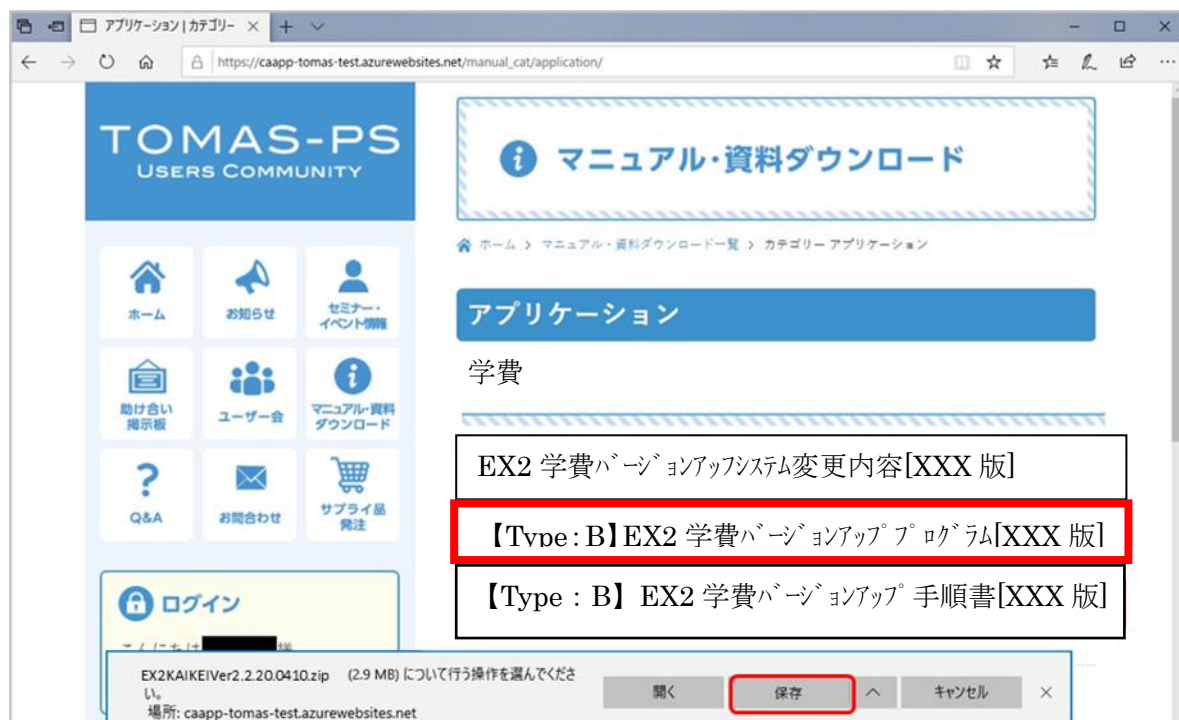 アプリケーション | カテゴリー
https://caapp-tomas-test.azurewebsites.net/manual_cat/application/
TOMAS-PS
USERS COMMUNITY
マニュアル・資料ダウンロード
ホーム > マニュアル・資料ダウンロード一覧 > カテゴリー アプリケーション
ホーム
お知らせ
セミナー・
イベント情報
助け合い
掲示板
ユーザー会
マニュアル・資料
ダウンロード
Q&A
お問合わせ
サプライ品
発注
アプリケーション
学費
EX2 学費ﾊﾞｰｼﾞｮﾝｱｯﾌﾟｼｽﾃﾑ変更内容[XXX 版]
【Type:B】EX2 学費ﾊﾞｰｼﾞｮﾝｱｯﾌﾟﾌﾟﾛｸﾞﾗﾑ[XXX 版]
【Type:B】EX2 学費ﾊﾞｰｼﾞｮﾝｱｯﾌﾟ手順書[XXX 版]
ログイン
こんにちは 様
EX2KAIKEIVer2.2.20.0410.zip (2.9 MB) について行う操作を選んでくださ
い。
場所: caapp-tomas-test.azurewebsites.net
開く
保存
キャンセル